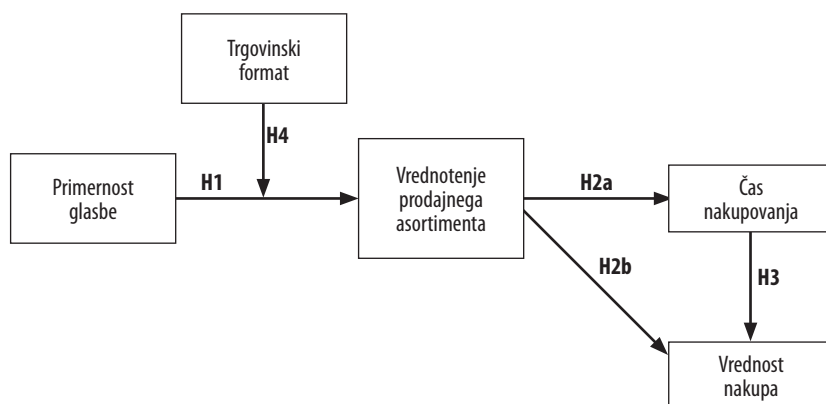 Trgovinski
format
H4
Primernost
glasbe
H1
Vrednotenje
prodajnega
asortimenta
H2a
Čas
nakupovanja
H2b
H3
Vrednost
nakupa